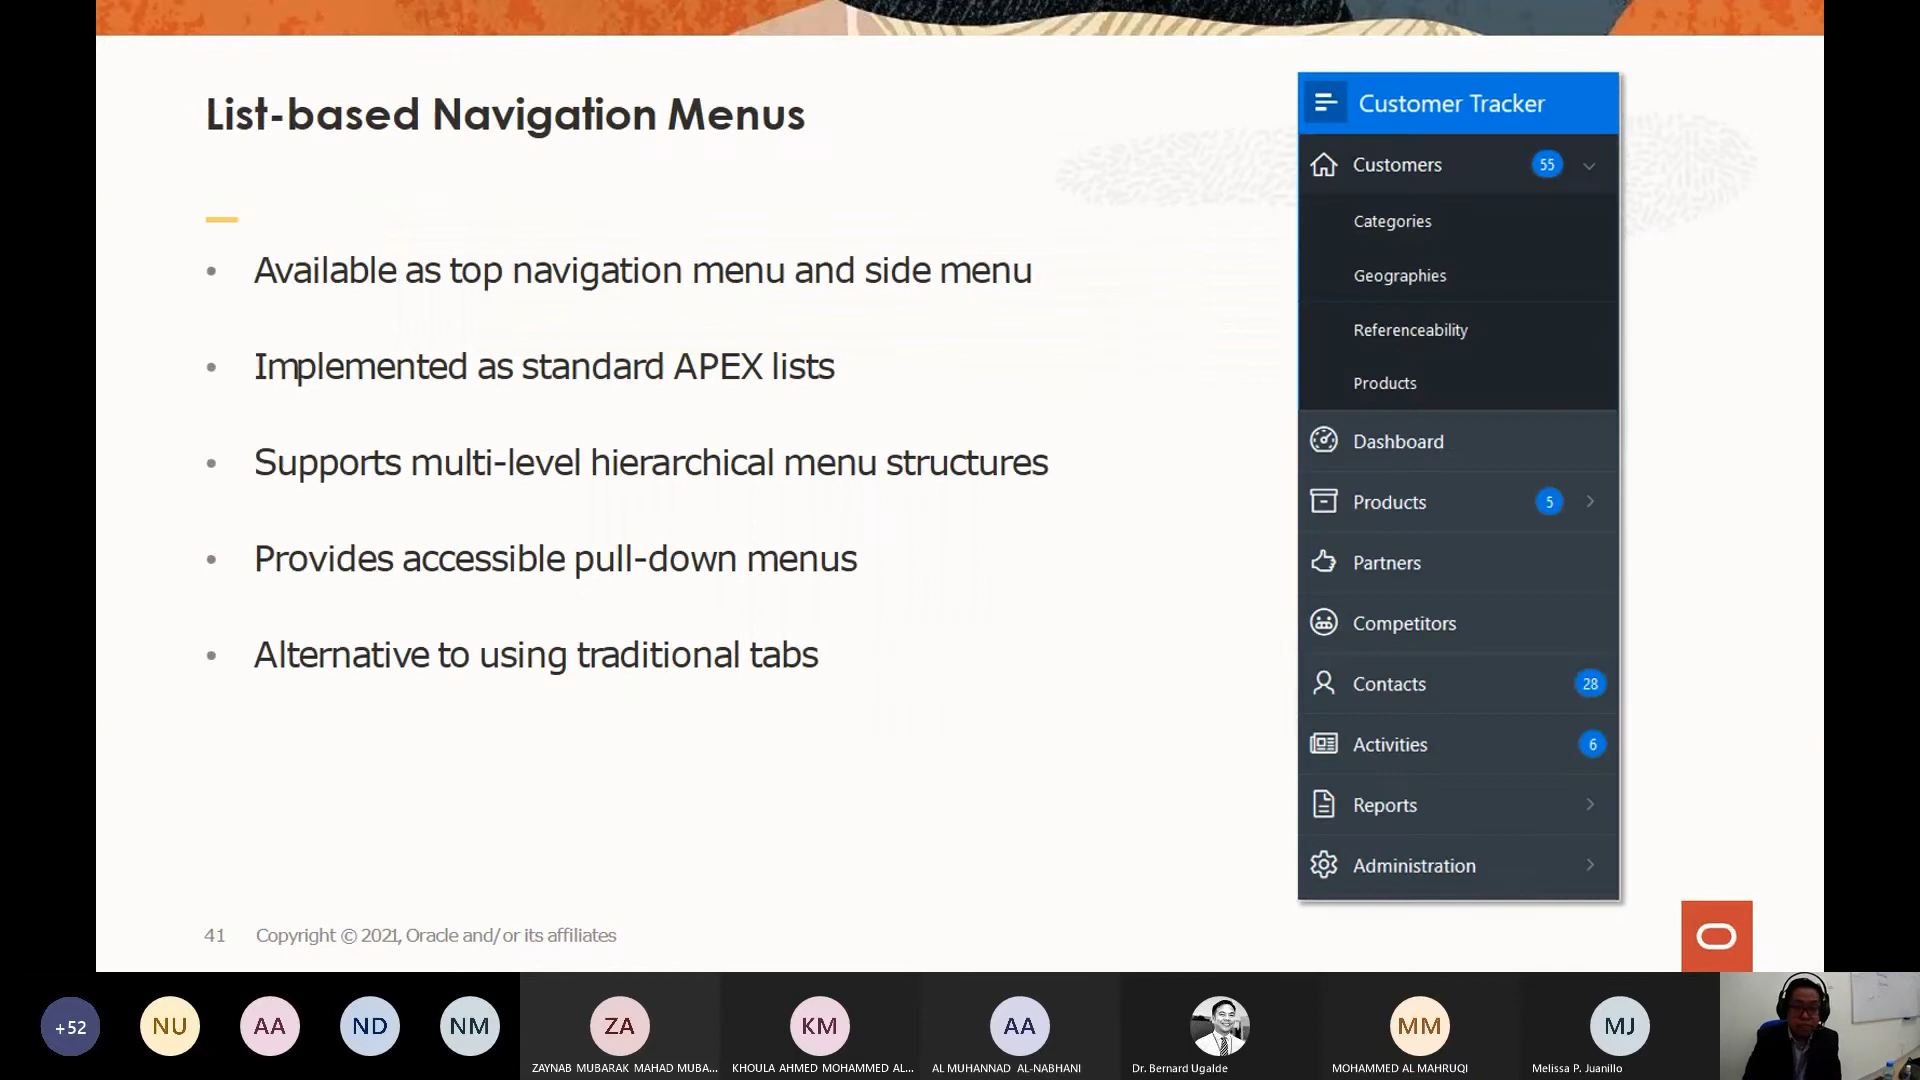 List-based Navigation Menus
• Available as top navigation menu and side menu
• Implemented as standard APEX lists
• Supports multi-level hierarchical menu structures
• Provides accessible pull-down menus
• Alternative to using traditional tabs
Customer Tracker
Customers 55
Categories
Geographies
Referenceability
Products
Dashboard
Products 5
Partners
Competitors
Contacts 28
Activities 6
Reports
Administration
41 Copyright © 2021, Oracle and/or its affiliates
+52 NU AA ND NM ZA KM AA MM MJ
ZAYNAB MUBARAK MAHAD MUBA... KHOULA AHMED MOHAMMED AL... AL MUHANNAD AL-NABHANI Dr. Bernard Ugalde MOHAMMED AL MAHRUQI Melissa P. Juanillo